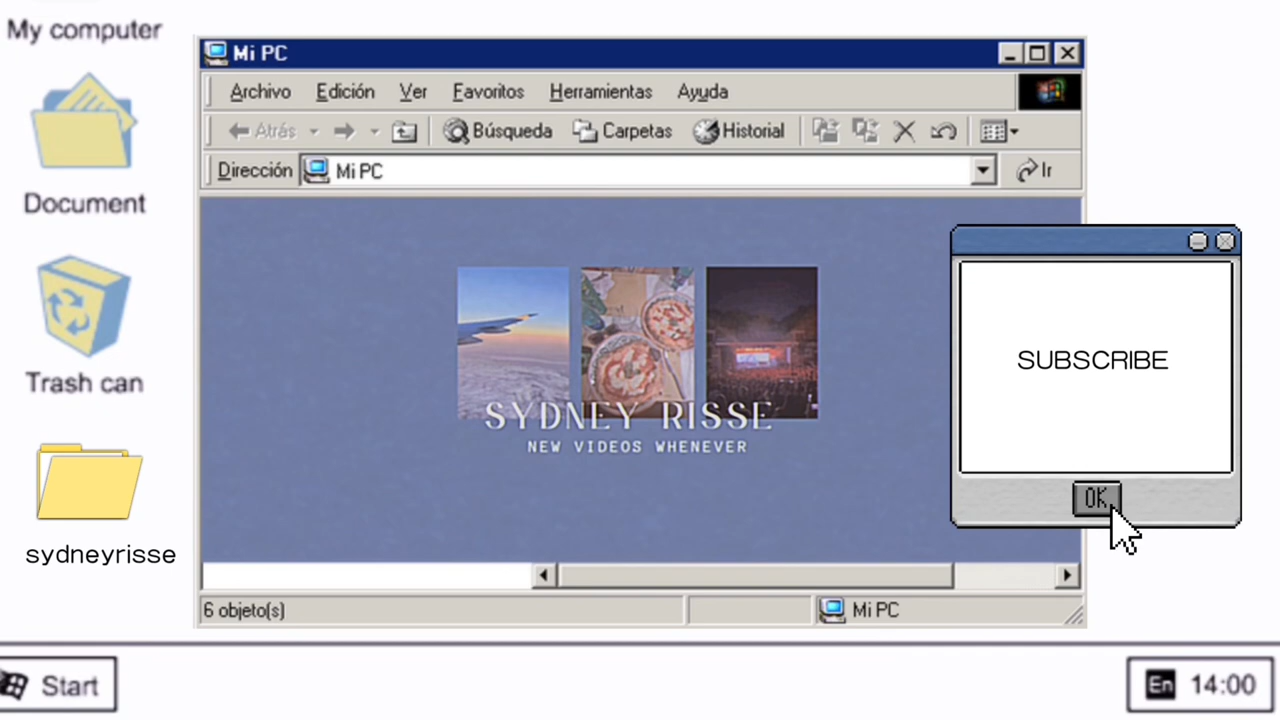 My computer
Document
Trash can
sydneyrisse
Mi PC
Archivo Edición Ver Favoritos Herramientas Ayuda
Atrás Búsqueda Carpetas Historial
Dirección Mi PC Ir
SYDNEY RISSE
NEW VIDEOS WHENEVER
SUBSCRIBE
OK
6 objeto(s) Mi PC
Start En 14:00